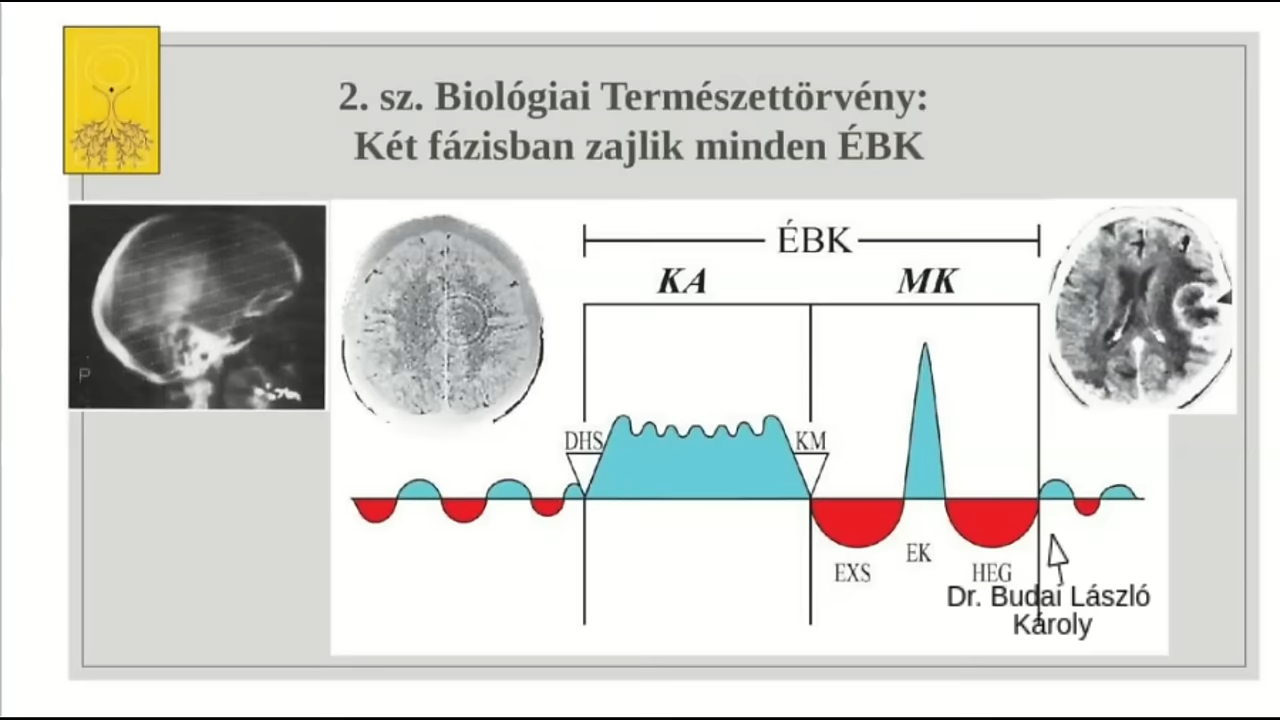 2. sz. Biológiai Természettörvény:
Két fázisban zajlik minden ÉBK
P
ÉBK
KA
MK
DHS
KM
EXS
EK
HEG
Dr. Budai László
Károly